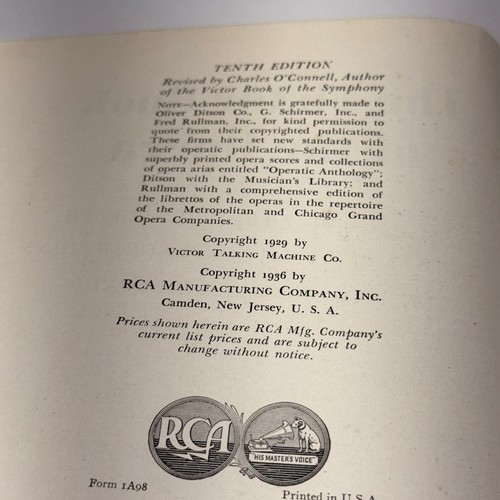 TENTH EDITION
Revised by Charles O'Connell, Author
of the Victor Book of the Symphony
NOTE—Acknowledgment is gratefully made to
Oliver Ditson Co., G. Schirmer, Inc., and
Fred Rullman, Inc., for kind permission to
quote from their copyrighted publications.
These firms have set new standards with
their operatic publications—Schirmer with
superbly printed opera scores and collections
of opera arias entitled "Operatic Anthology";
Ditson with the Musician's Library; and
Rullman with a comprehensive edition of
the librettos of the operas in the repertoire
of the Metropolitan and Chicago Grand
Opera Companies.
Copyright 1929 by
VICTOR TALKING MACHINE CO.
Copyright 1936 by
RCA MANUFACTURING COMPANY, INC.
Camden, New Jersey, U. S. A.
Prices shown herein are RCA Mfg. Company's
current list prices and are subject to
change without notice.
RCA
"HIS MASTER'S VOICE"
Form 1A98
Printed in U.S.A.